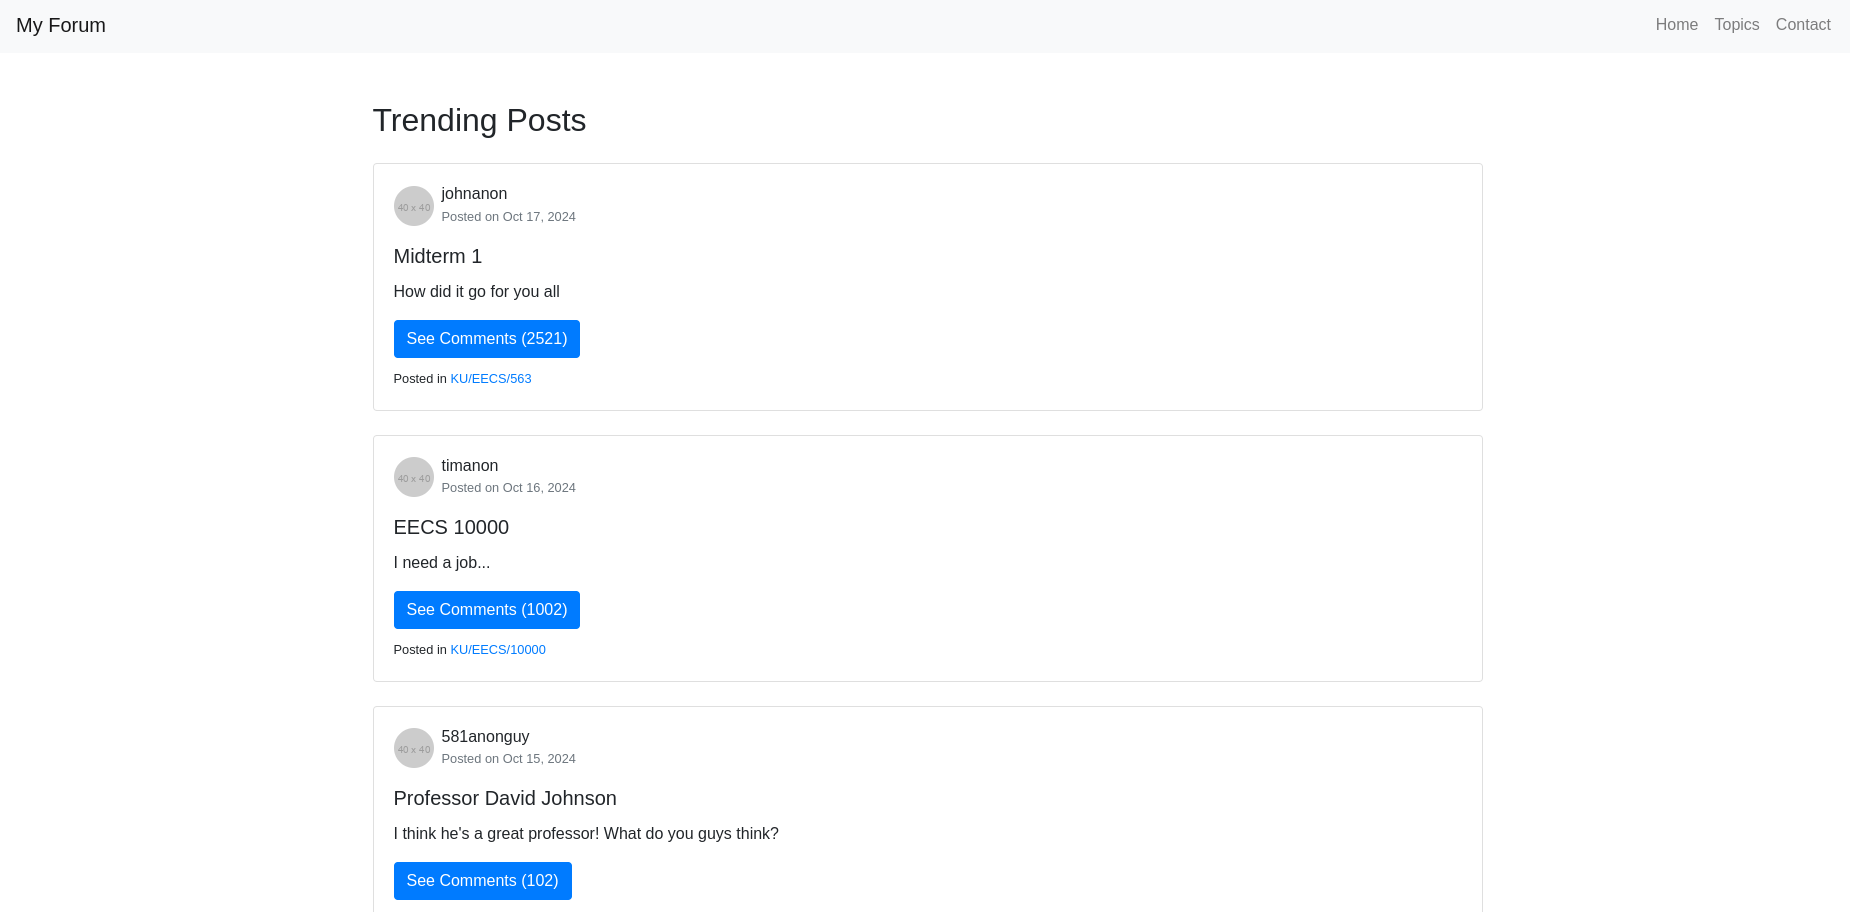 My Forum
Home Topics Contact
Trending Posts
40 x 40
johnanon
Posted on Oct 17, 2024
Midterm 1
How did it go for you all
See Comments (2521)
Posted in KU/EECS/563
40 x 40
timanon
Posted on Oct 16, 2024
EECS 10000
I need a job...
See Comments (1002)
Posted in KU/EECS/10000
40 x 40
581anonguy
Posted on Oct 15, 2024
Professor David Johnson
I think he's a great professor! What do you guys think?
See Comments (102)